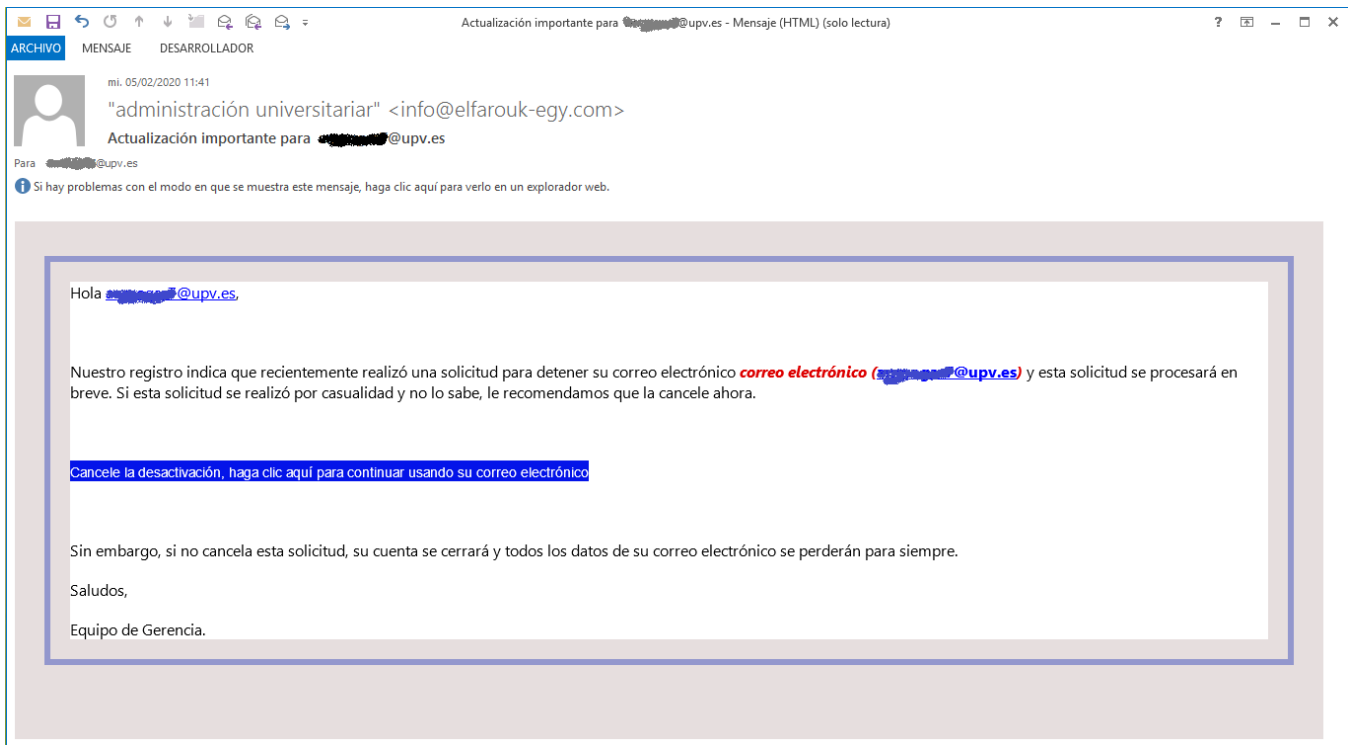 Actualización importante para @upv.es - Mensaje (HTML) (solo lectura)
ARCHIVO MENSAJE DESARROLLADOR
mi. 05/02/2020 11:41
"administración universitariar" <info@elfarouk-egy.com>
Actualización importante para @upv.es
Para @upv.es
Si hay problemas con el modo en que se muestra este mensaje, haga clic aquí para verlo en un explorador web.
Hola @upv.es,
Nuestro registro indica que recientemente realizó una solicitud para detener su correo electrónico correo electrónico (@upv.es) y esta solicitud se procesará en
breve. Si esta solicitud se realizó por casualidad y no lo sabe, le recomendamos que la cancele ahora.
Cancele la desactivación, haga clic aquí para continuar usando su correo electrónico
Sin embargo, si no cancela esta solicitud, su cuenta se cerrará y todos los datos de su correo electrónico se perderán para siempre.
Saludos,
Equipo de Gerencia.